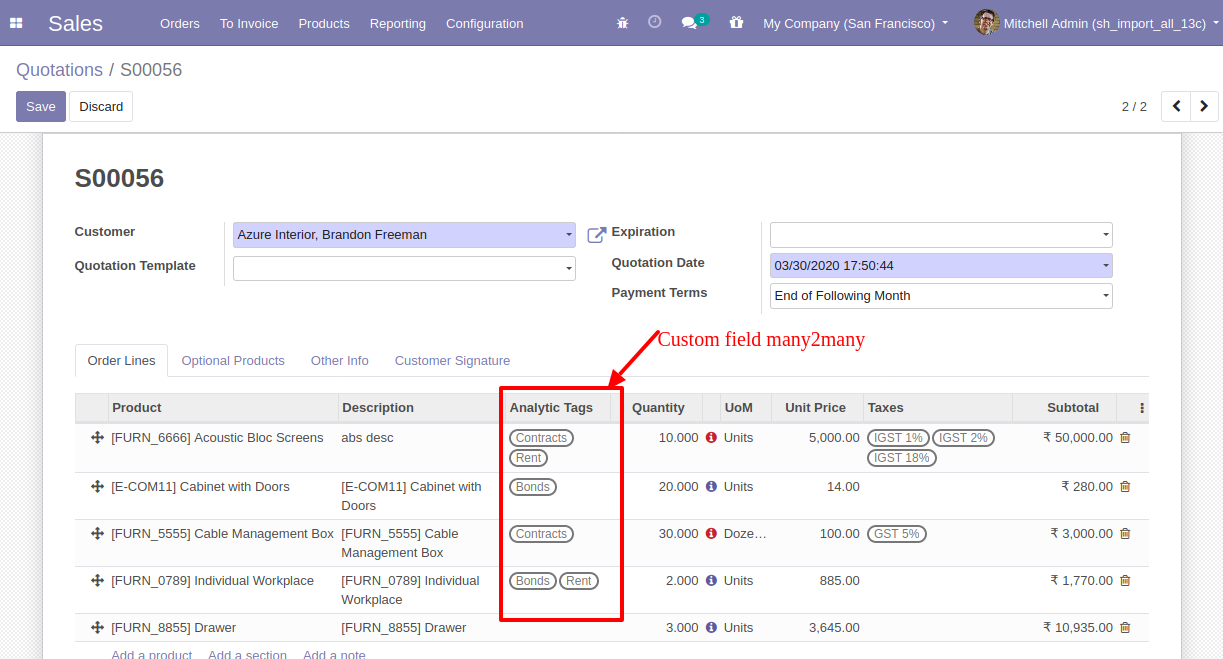 Sales Orders To Invoice Products Reporting Configuration 3 My Company (San Francisco) Mitchell Admin (sh_import_all_13c)
Quotations / S00056
Save Discard 2 / 2
S00056
Customer Azure Interior, Brandon Freeman Expiration
Quotation Template Quotation Date 03/30/2020 17:50:44
Payment Terms End of Following Month
Custom field many2many
Order Lines Optional Products Other Info Customer Signature
Product Description Analytic Tags Quantity UoM Unit Price Taxes Subtotal
[FURN_6666] Acoustic Bloc Screens abs desc Contracts 10.000 Units 5,000.00 IGST 1% IGST 2% ₹ 50,000.00
Rent IGST 18%
[E-COM11] Cabinet with Doors [E-COM11] Cabinet with Bonds 20.000 Units 14.00 ₹ 280.00
Doors
[FURN_5555] Cable Management Box [FURN_5555] Cable Contracts 30.000 Doze… 100.00 GST 5% ₹ 3,000.00
Management Box
[FURN_0789] Individual Workplace [FURN_0789] Individual Bonds Rent 2.000 Units 885.00 ₹ 1,770.00
Workplace
[FURN_8855] Drawer [FURN_8855] Drawer 3.000 Units 3,645.00 ₹ 10,935.00
Add a product Add a section Add a note